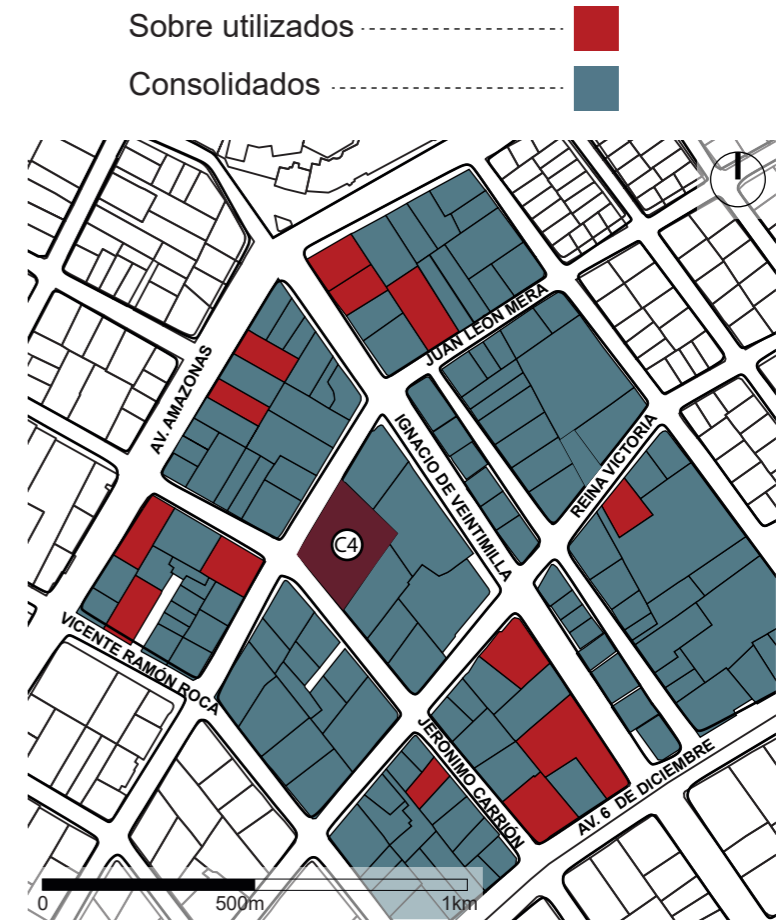 Sobre utilizados
Consolidados
JUAN LEON MERA
AV. AMAZONAS
IGNACIO DE VEINTIMILLA
REINA VICTORIA
C4
VICENTE RAMÓN ROCA
JERONIMO CARRIÓN
AV. 6 DE DICIEMBRE
0 500m 1km